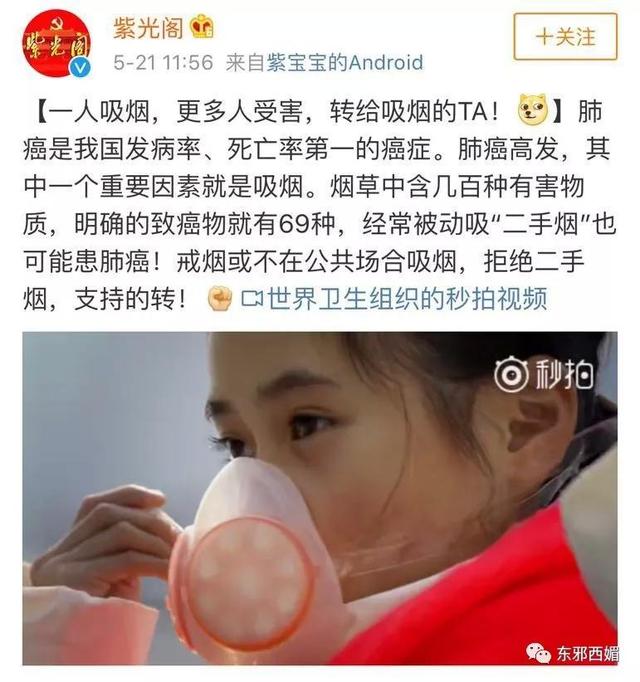 紫光阁
紫光阁
+关注
5-21 11:56 来自紫宝宝的Android
【一人吸烟，更多人受害，转给吸烟的TA！】肺
癌是我国发病率、死亡率第一的癌症。肺癌高发，其
中一个重要因素就是吸烟。烟草中含几百种有害物
质，明确的致癌物就有69种，经常被动吸“二手烟”也
可能患肺癌！戒烟或不在公共场合吸烟，拒绝二手
烟，支持的转！世界卫生组织的秒拍视频
秒拍
东邪西媚